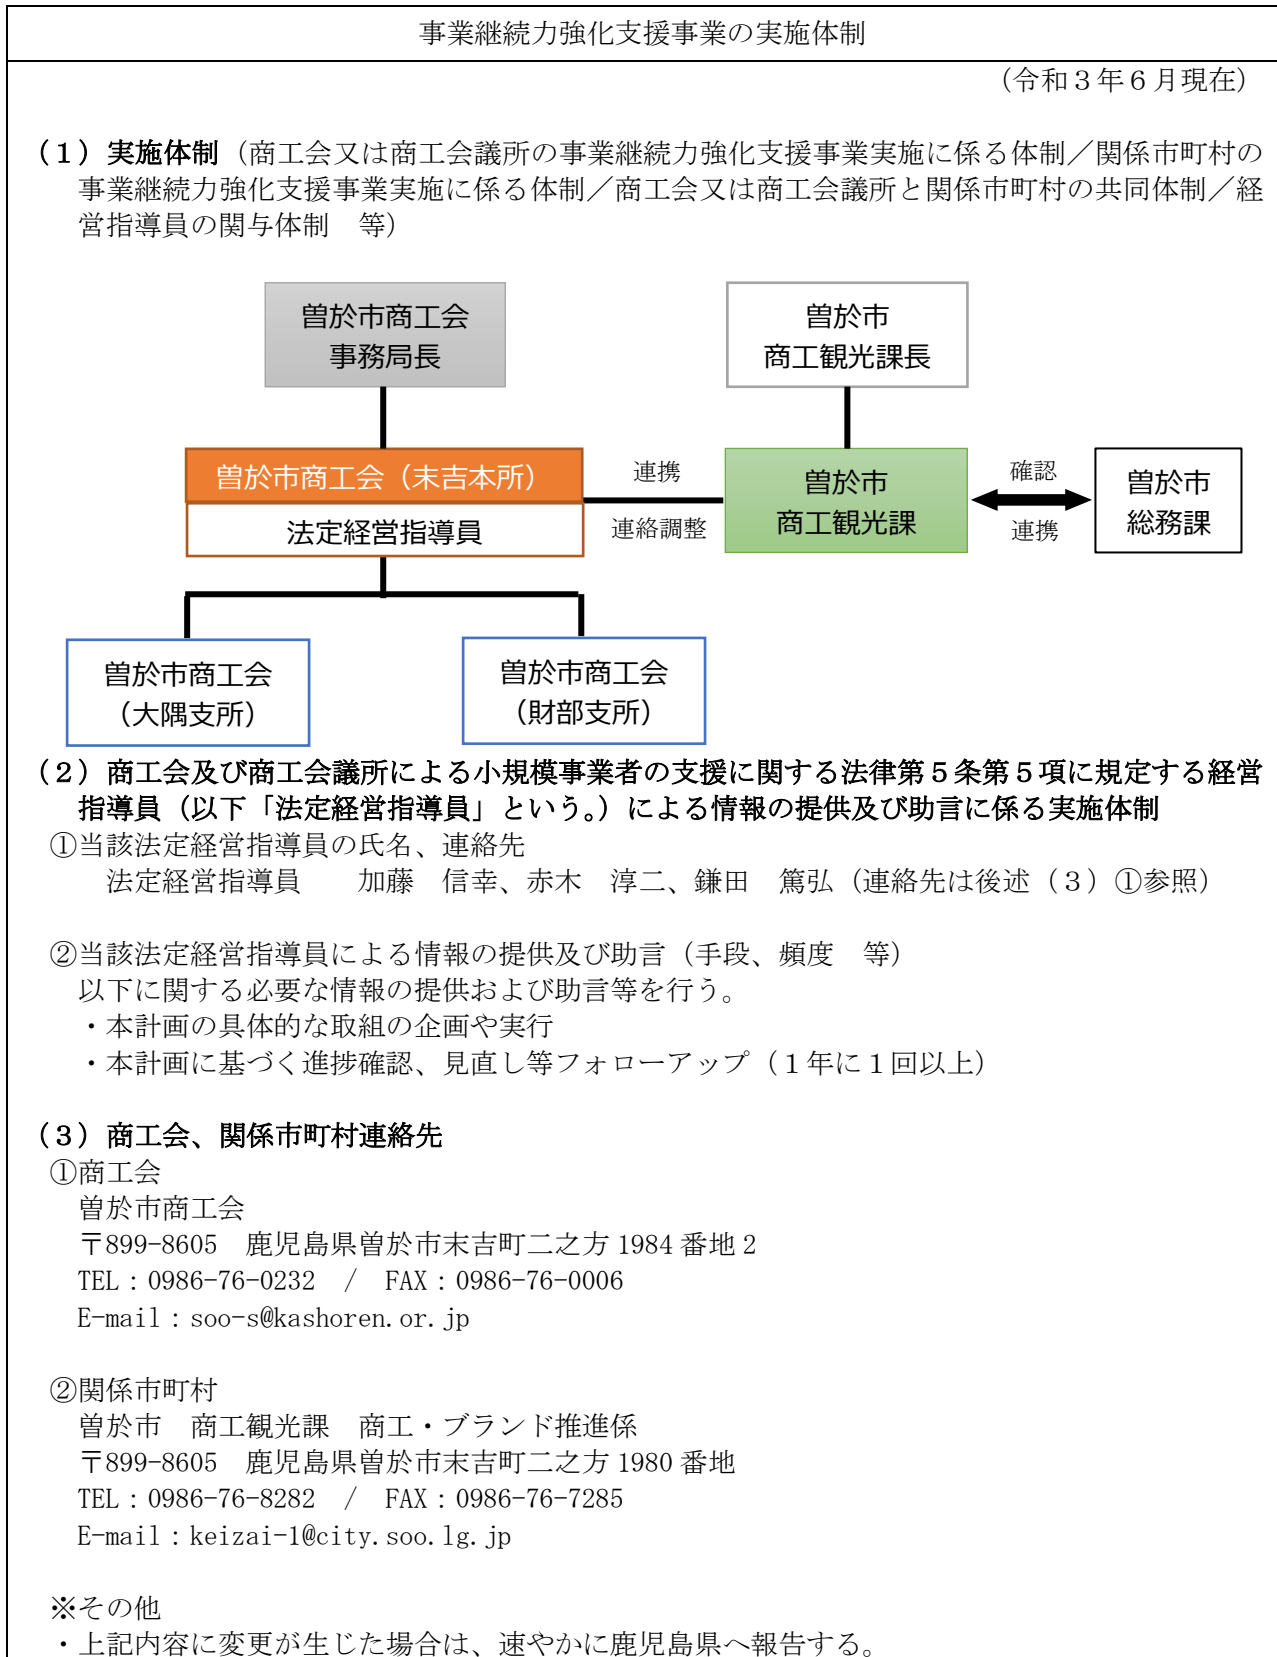 事業継続力強化支援事業の実施体制
（令和３年６月現在）
（１）実施体制（商工会又は商工会議所の事業継続力強化支援事業実施に係る体制／関係市町村の
事業継続力強化支援事業実施に係る体制／商工会又は商工会議所と関係市町村の共同体制／経
営指導員の関与体制　等）
曽於市商工会
事務局長
曽於市
商工観光課長
曽於市商工会（末吉本所）
法定経営指導員
連携
連絡調整
曽於市
商工観光課
確認
連携
曽於市
総務課
曽於市商工会
（大隅支所）
曽於市商工会
（財部支所）
（２）商工会及び商工会議所による小規模事業者の支援に関する法律第５条第５項に規定する経営
指導員（以下「法定経営指導員」という。）による情報の提供及び助言に係る実施体制
①当該法定経営指導員の氏名、連絡先
法定経営指導員　　加藤　信幸、赤木　淳二、鎌田　篤弘（連絡先は後述（３）①参照）
②当該法定経営指導員による情報の提供及び助言（手段、頻度　等）
以下に関する必要な情報の提供および助言等を行う。
・本計画の具体的な取組の企画や実行
・本計画に基づく進捗確認、見直し等フォローアップ（１年に１回以上）
（３）商工会、関係市町村連絡先
①商工会
曽於市商工会
〒899-8605　鹿児島県曽於市末吉町二之方 1984 番地 2
TEL：0986-76-0232　/　FAX：0986-76-0006
E-mail：soo-s@kashoren.or.jp
②関係市町村
曽於市　商工観光課　商工・ブランド推進係
〒899-8605　鹿児島県曽於市末吉町二之方 1980 番地
TEL：0986-76-8282　/　FAX：0986-76-7285
E-mail：keizai-1@city.soo.lg.jp
※その他
・上記内容に変更が生じた場合は、速やかに鹿児島県へ報告する。